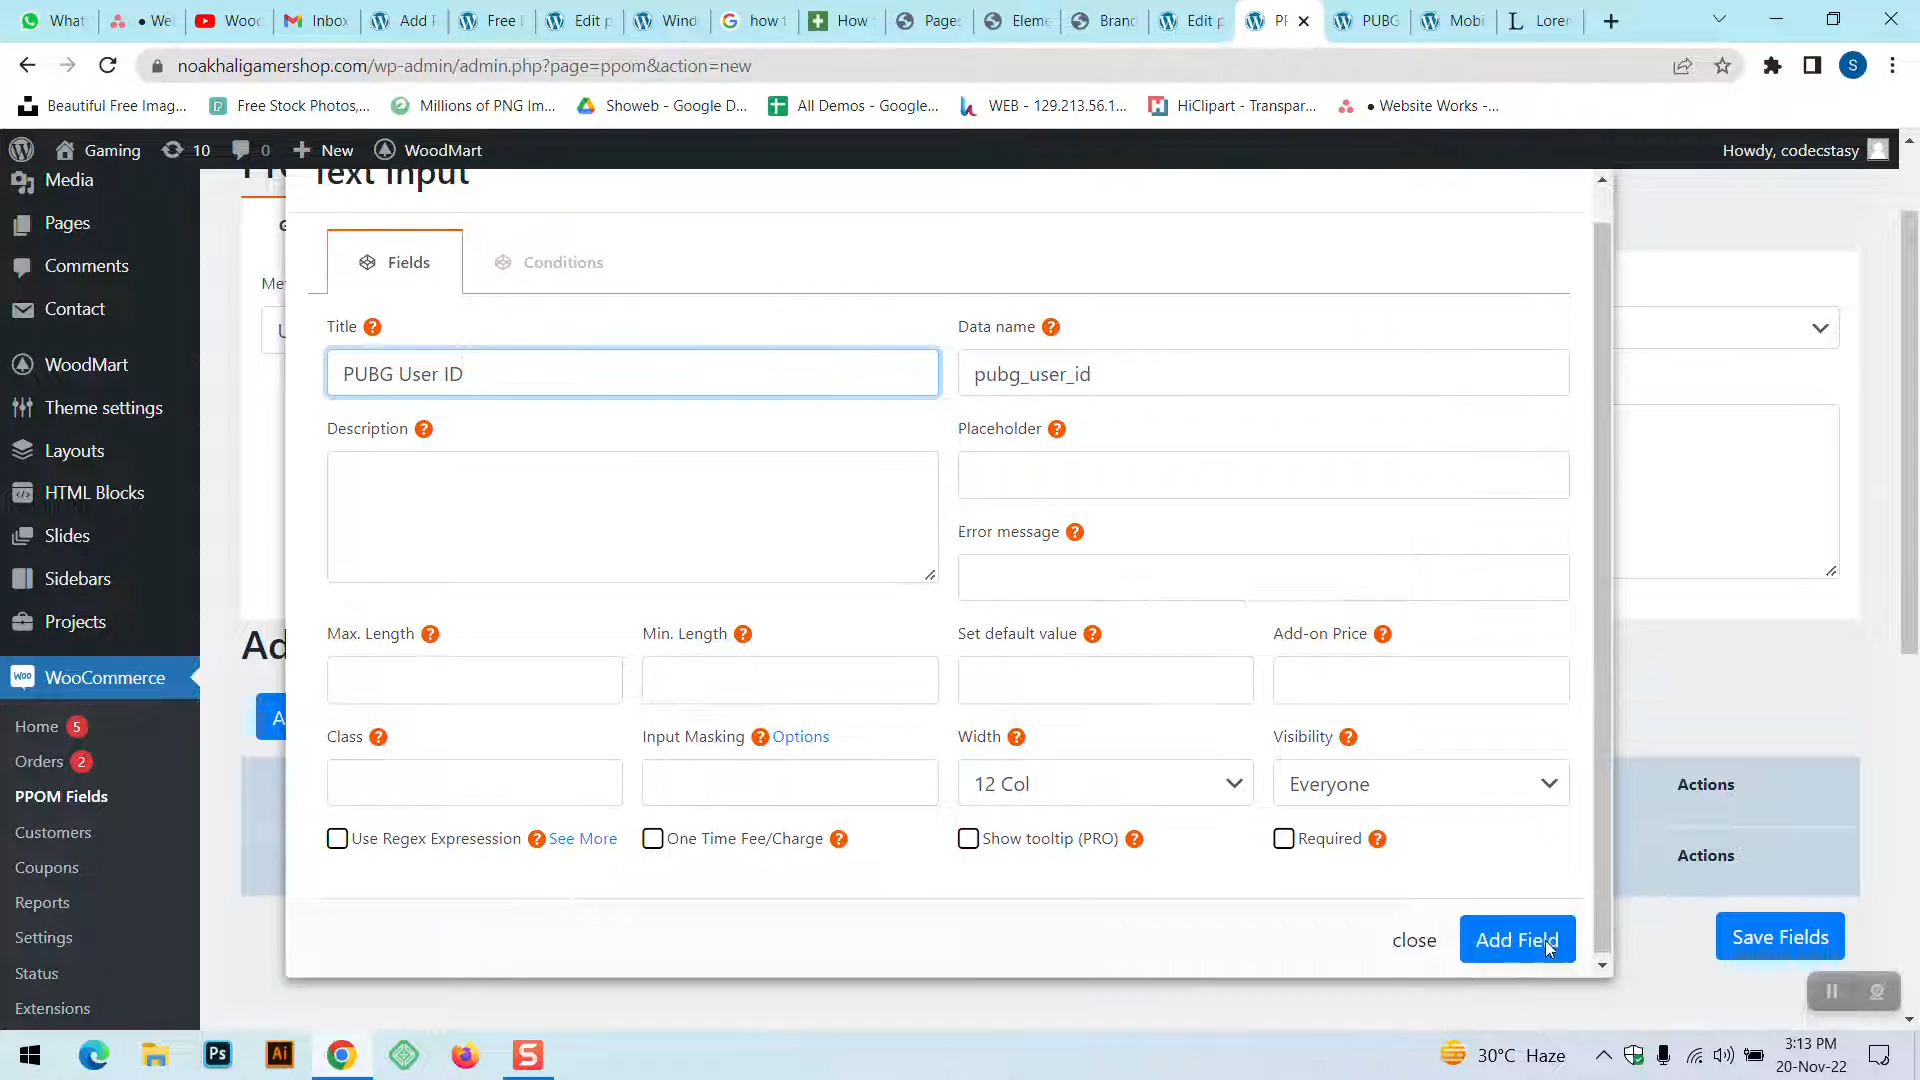 What
We
Wooc
Inbox
Add F
Free
Edit p
Wind
how t
How
Page
Eleme
Bran
Edit p
PP
PUBG
Mobi
Lorer
noakhaligamershop.com/wp-admin/admin.php?page=ppom&action=new
S
Beautiful Free Imag...
Free Stock Photos,...
Millions of PNG Im...
Showeb - Google D...
All Demos - Google...
WEB - 129.213.56.1...
HiClipart - Transpar...
● Website Works -...
Gaming
10
0
New
WoodMart
Howdy, codecstasy
Media
Pages
Comments
Contact
WoodMart
Theme settings
Layouts
HTML Blocks
Slides
Sidebars
Projects
WooCommerce
Home 5
Orders 2
PPOM Fields
Customers
Coupons
Reports
Settings
Status
Extensions
Text Input
Fields
Conditions
Title ?
Data name ?
PUBG User ID
pubg_user_id
Description ?
Placeholder ?
Error message ?
Max. Length ?
Min. Length ?
Set default value ?
Add-on Price ?
Class ?
Input Masking ? Options
Width ?
Visibility ?
12 Col
Everyone
Use Regex Expresession ? See More
One Time Fee/Charge ?
Show tooltip (PRO) ?
Required ?
close
Add Field
Actions
Actions
Save Fields
Ps
Ai
S
30°C Haze
3:13 PM
20-Nov-22